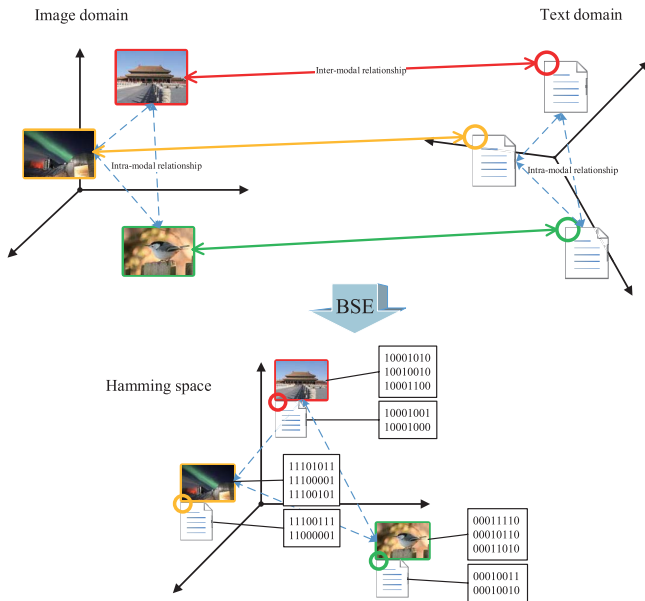 Image domain
Text domain
Inter-modal relationship
Intra-modal relationship
Intra-modal relationship
BSE
Hamming space
10001010
10010010
10001100
10001001
10001000
11101011
11100001
11100101
11100111
11000001
00011110
00010110
00011010
00010011
00010010